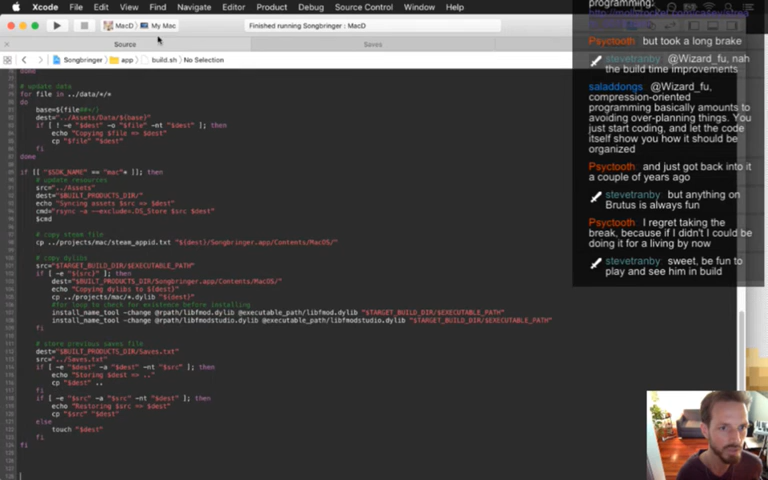 Xcode File Edit View Find Navigate Editor Product Debug Source Control Window Help
MacD My Mac
Finished running Songbringer : MacD
Source Saves
Songbringer app build.sh No Selection
done
# update data
for file in ../data/*/*
do
base=${file##*/}
dest="../Assets/Data/${base}"
if [ ! -e "$dest" -o "$file" -nt "$dest" ]; then
echo "Copying $file => $dest"
cp "$file" "$dest"
fi
done
if [[ "$SDK_NAME" == "mac"* ]]; then
# update resources
src="../Assets"
dest="$BUILT_PRODUCTS_DIR/"
echo "Syncing assets $src => $dest"
cmd="rsync -a --exclude=.DS_Store $src $dest"
$cmd
# copy steam file
cp ../projects/mac/steam_appid.txt "${dest}/Songbringer.app/Contents/MacOS/"
# copy dylibs
src="$TARGET_BUILD_DIR/$EXECUTABLE_PATH"
if [ -e "${src}" ]; then
dest="$BUILT_PRODUCTS_DIR/Songbringer.app/Contents/MacOS/"
echo "Copying dylibs to $dest"
cp ../projects/mac/*.dylib "${dest}"
#for loop to check for existence before installing
install_name_tool -change @rpath/libfmod.dylib @executable_path/libfmod.dylib "$TARGET_BUILD_DIR/$EXECUTABLE_PATH"
install_name_tool -change @rpath/libfmodstudio.dylib @executable_path/libfmodstudio.dylib "$TARGET_BUILD_DIR/$EXECUTABLE_PATH"
fi
# store previous saves file
dest="$BUILT_PRODUCTS_DIR/Saves.txt"
src="../Saves.txt"
if [ -e "$dest" -a "$dest" -nt "$src" ]; then
echo "Storing $dest => .."
cp "$dest" ..
fi
if [ -e "$src" -a "$src" -nt "$dest" ]; then
echo "Restoring $src => $dest"
cp "$src" "$dest"
else
touch "$dest"
fi
fi
programming:
Psyctooth but took a long brake
stevetranby @Wizard_fu, nah
the build time improvements
saladdongs @Wizard_fu,
compression-oriented
programming basically amounts to
avoiding over-planning things. You
just start coding, and let the code
itself show you how it should be
organized
Psyctooth and just got back into it
a couple of years ago
stevetranby but anything on
Brutus is always fun
Psyctooth I regret taking the
break, because if I didn't I could be
doing it for a living by now
stevetranby sweet, be fun to
play and see him in build